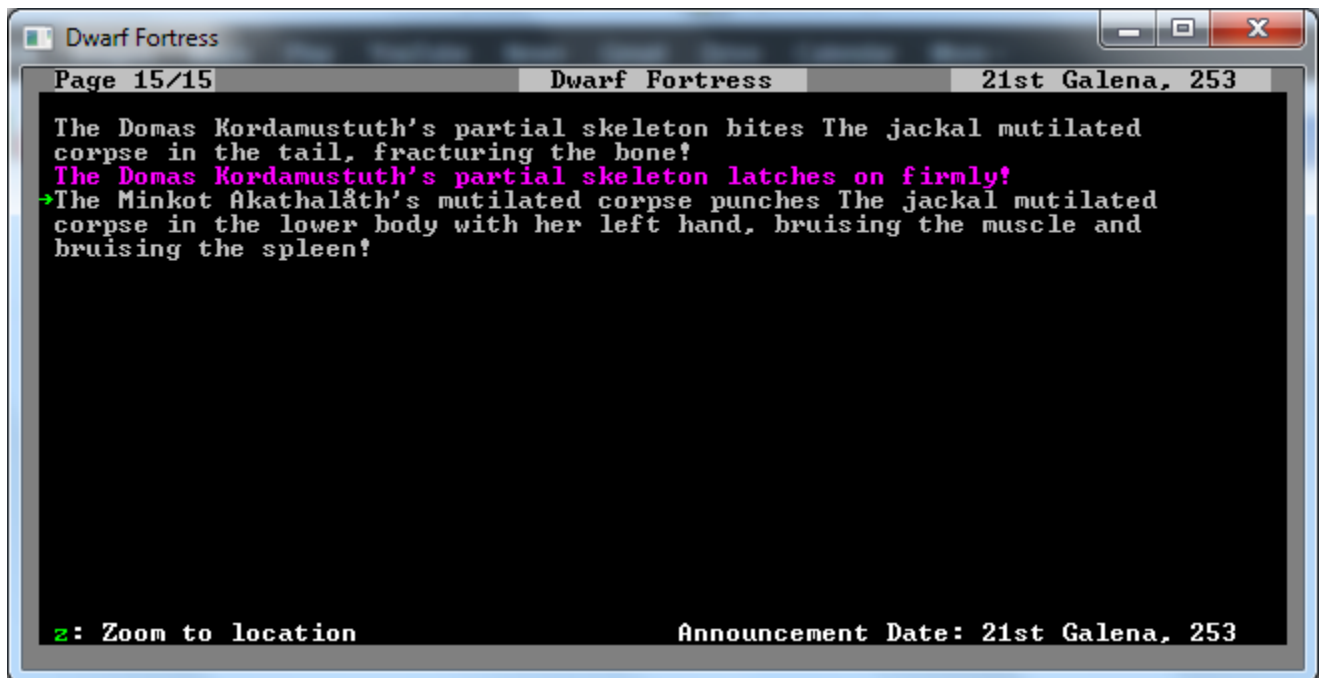 Dwarf Fortress
Page 15/15 Dwarf Fortress 21st Galena, 253
The Domas Kordamustuth's partial skeleton bites The jackal mutilated
corpse in the tail, fracturing the bone!
The Domas Kordamustuth's partial skeleton latches on firmly!
The Minkot Akathalåth's mutilated corpse punches The jackal mutilated
corpse in the lower body with her left hand, bruising the muscle and
bruising the spleen!
z: Zoom to location Announcement Date: 21st Galena, 253